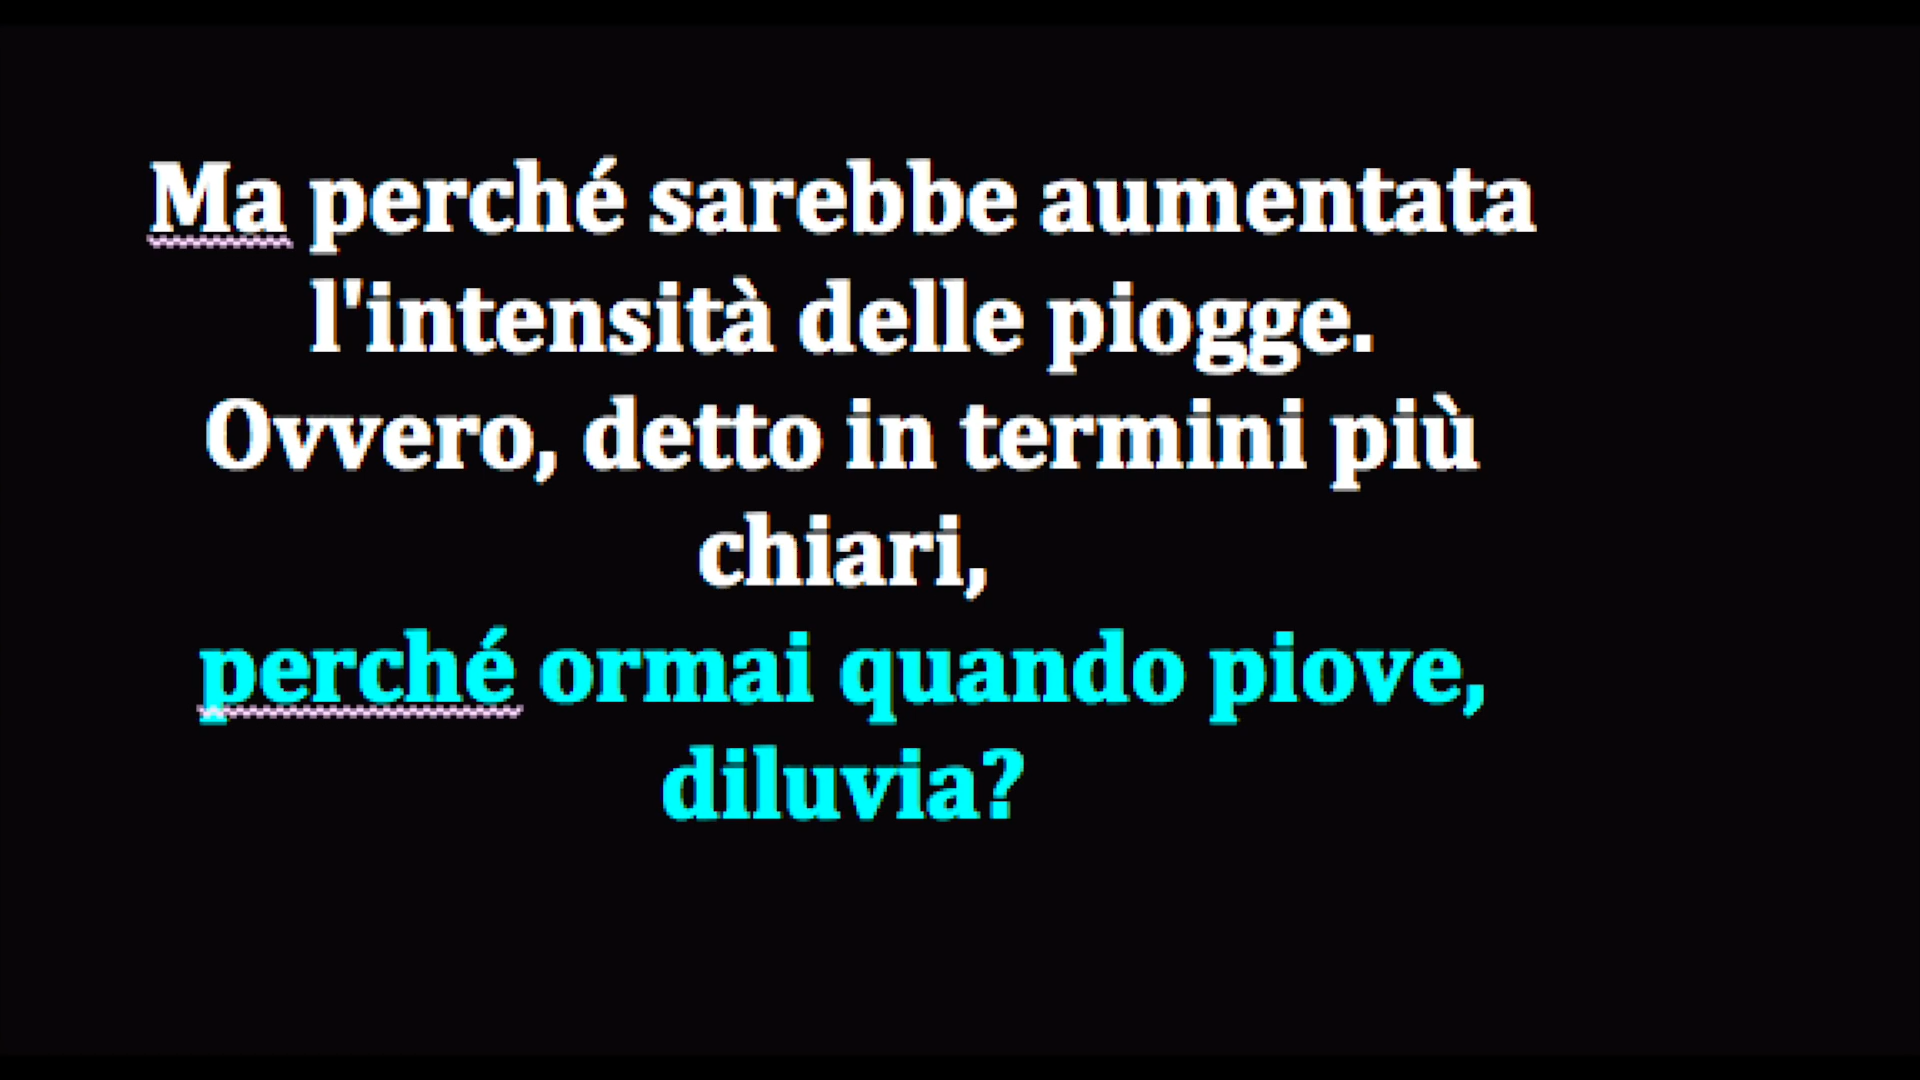 Ma perché sarebbe aumentata
l'intensità delle piogge.
Ovvero, detto in termini più
chiari,
perché ormai quando piove,
diluvia?